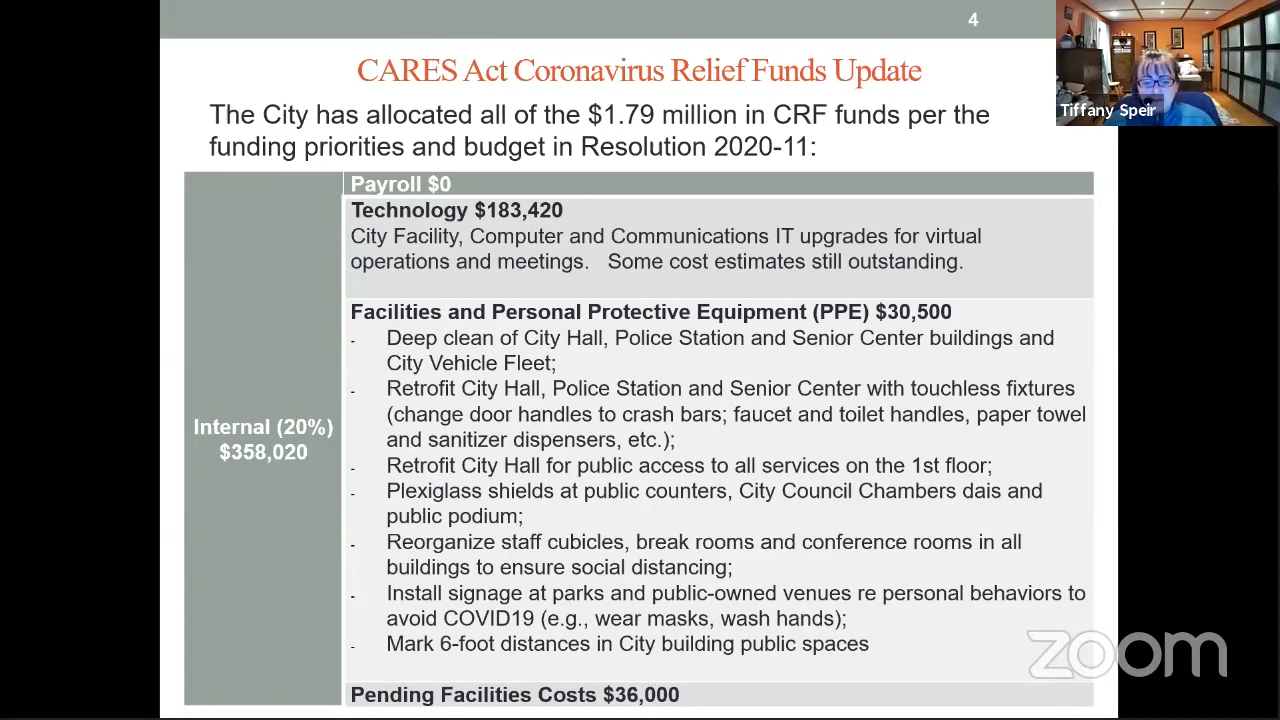 4
CARES Act Coronavirus Relief Funds Update
Tiffany Speir
The City has allocated all of the $1.79 million in CRF funds per the
funding priorities and budget in Resolution 2020-11:
Internal (20%)
$358,020
Payroll $0
Technology $183,420
City Facility, Computer and Communications IT upgrades for virtual
operations and meetings. Some cost estimates still outstanding.
Facilities and Personal Protective Equipment (PPE) $30,500
- Deep clean of City Hall, Police Station and Senior Center buildings and
City Vehicle Fleet;
- Retrofit City Hall, Police Station and Senior Center with touchless fixtures
(change door handles to crash bars; faucet and toilet handles, paper towel
and sanitizer dispensers, etc.);
- Retrofit City Hall for public access to all services on the 1st floor;
- Plexiglass shields at public counters, City Council Chambers dais and
public podium;
- Reorganize staff cubicles, break rooms and conference rooms in all
buildings to ensure social distancing;
- Install signage at parks and public-owned venues re personal behaviors to
avoid COVID19 (e.g., wear masks, wash hands);
- Mark 6-foot distances in City building public spaces
Pending Facilities Costs $36,000
zoom